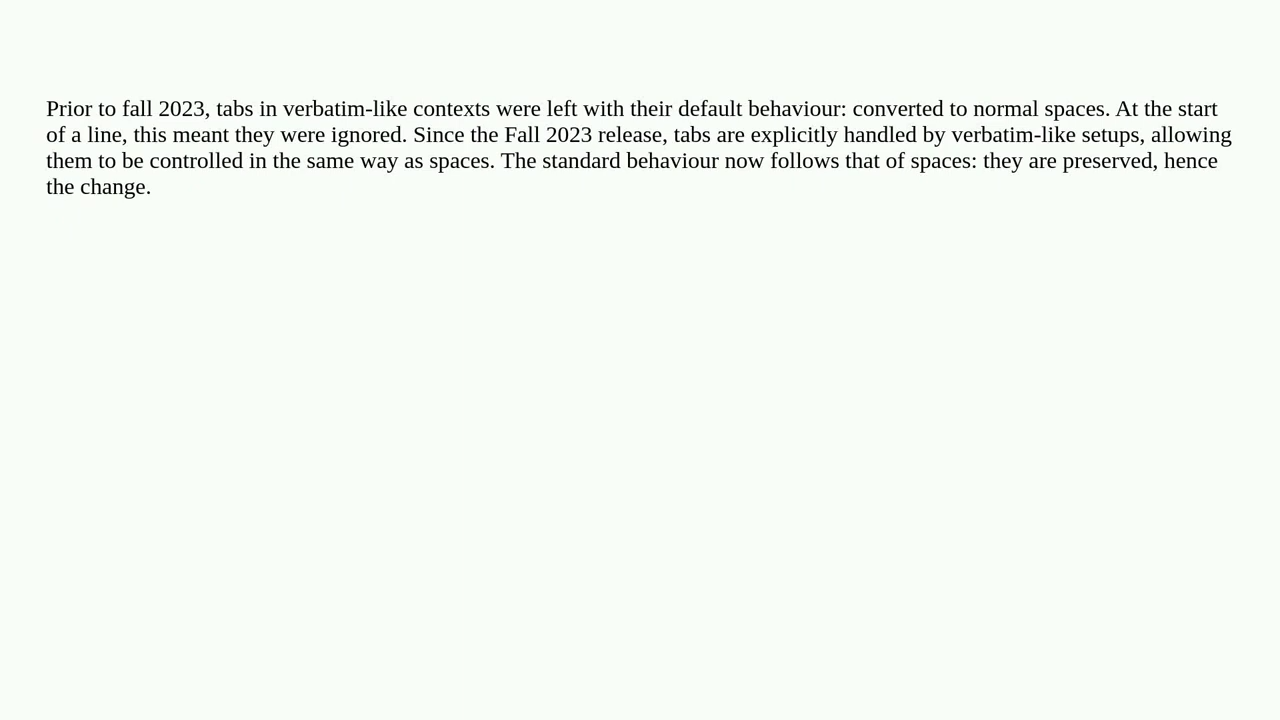 Prior to fall 2023, tabs in verbatim-like contexts were left with their default behaviour: converted to normal spaces. At the start
of a line, this meant they were ignored. Since the Fall 2023 release, tabs are explicitly handled by verbatim-like setups, allowing
them to be controlled in the same way as spaces. The standard behaviour now follows that of spaces: they are preserved, hence
the change.